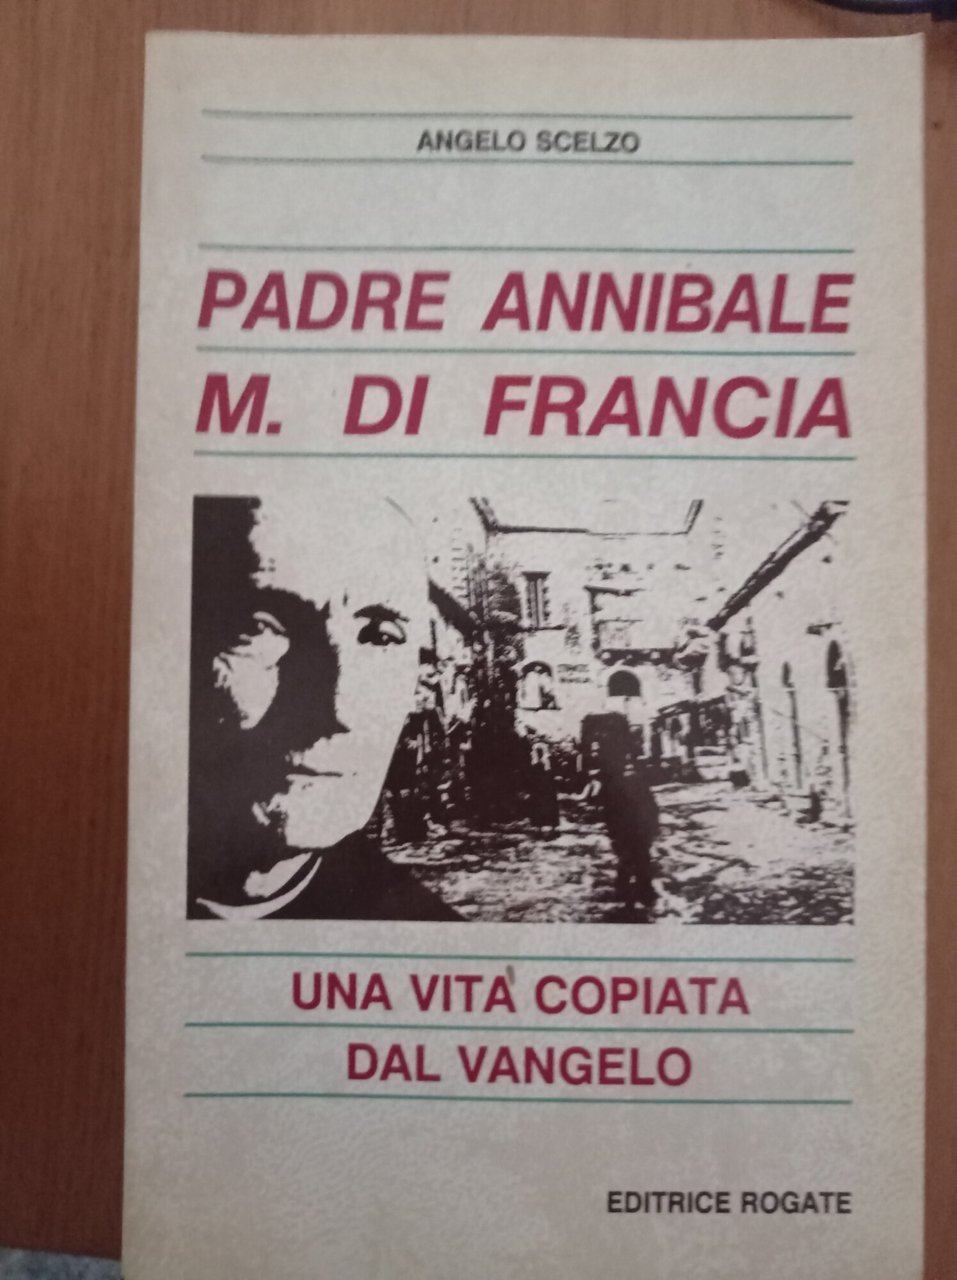 ANGELO SCELZO
PADRE ANNIBALE
M. DI FRANCIA
UNA VITA COPIATA
DAL VANGELO
EDITRICE ROGATE